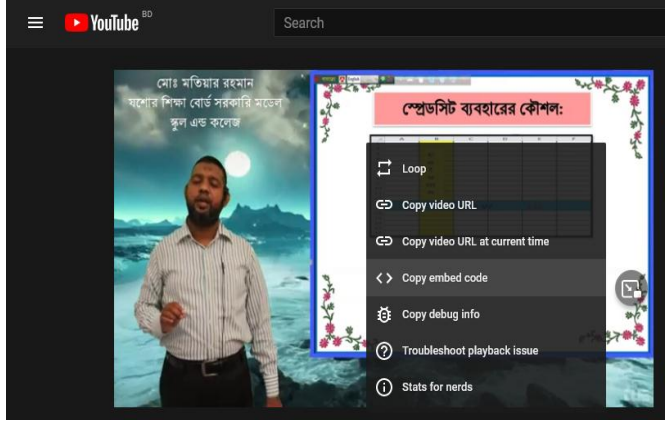 YouTube BD
Search
মোঃ মতিয়ার রহমান
যশোর শিক্ষা বোর্ড সরকারি মডেল
স্কুল এন্ড কলেজ
স্প্রেডসিট ব্যবহারের কৌশল:
Loop
Copy video URL
Copy video URL at current time
Copy embed code
Copy debug info
Troubleshoot playback issue
Stats for nerds